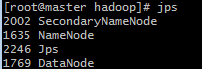 [root@master hadoop]# jps
2002 SecondaryNameNode
1635 NameNode
2246 Jps
1769 DataNode